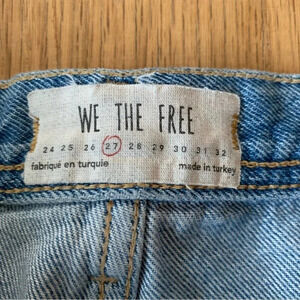 WE THE FREE
24 25 26 27 28 29 30 31 32
fabriqué en turquie made in turkey